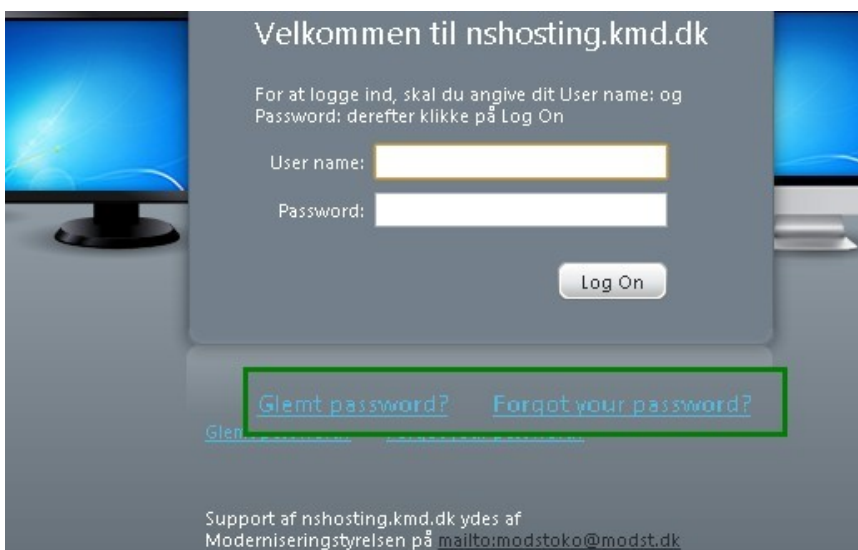 Velkommen til nshosting.kmd.dk
For at logge ind, skal du angive dit User name: og
Password: derefter klikke på Log On
User name:
Password:
Log On
Glemt password? Forgot your password?
Support af nshosting.kmd.dk ydes af
Moderniseringstyrelsen på mailto:modstoko@modst.dk